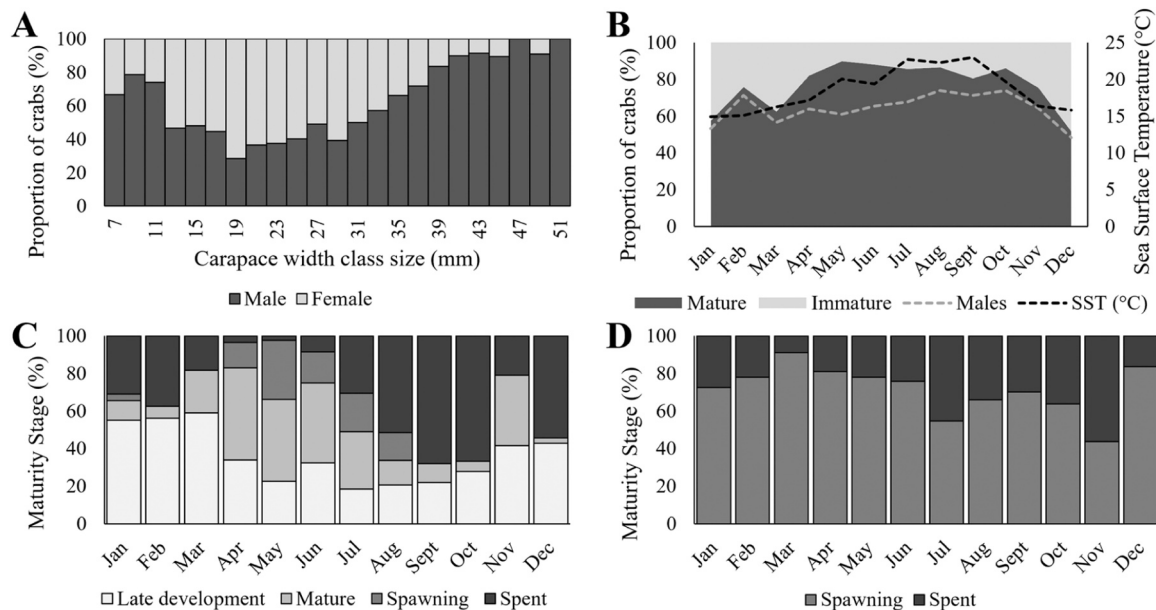 A
Proportion of crabs (%)
100
80
60
40
20
0
7 11 15 19 23 27 31 35 39 43 47 51
Carapace width class size (mm)
Male Female
B
Proportion of crabs (%)
100
80
60
40
20
0
25
20
15
10
5
0
Sea Surface Temperature (°C)
Jan Feb Mar Apr May Jun Jul Aug Sept Oct Nov Dec
Mature Immature Males SST (°C)
C
Maturity Stage (%)
100
80
60
40
20
0
Jan Feb Mar Apr May Jun Jul Aug Sept Oct Nov Dec
Late development Mature Spawning Spent
D
Maturity Stage (%)
100
80
60
40
20
0
Jan Feb Mar Apr May Jun Jul Aug Sept Oct Nov Dec
Spawning Spent